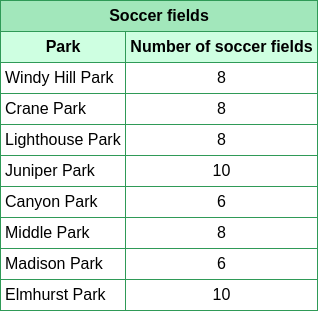 Soccer fields
Park Number of soccer fields
Windy Hill Park 8
Crane Park 8
Lighthouse Park 8
Juniper Park 10
Canyon Park 6
Middle Park 8
Madison Park 6
Elmhurst Park 10